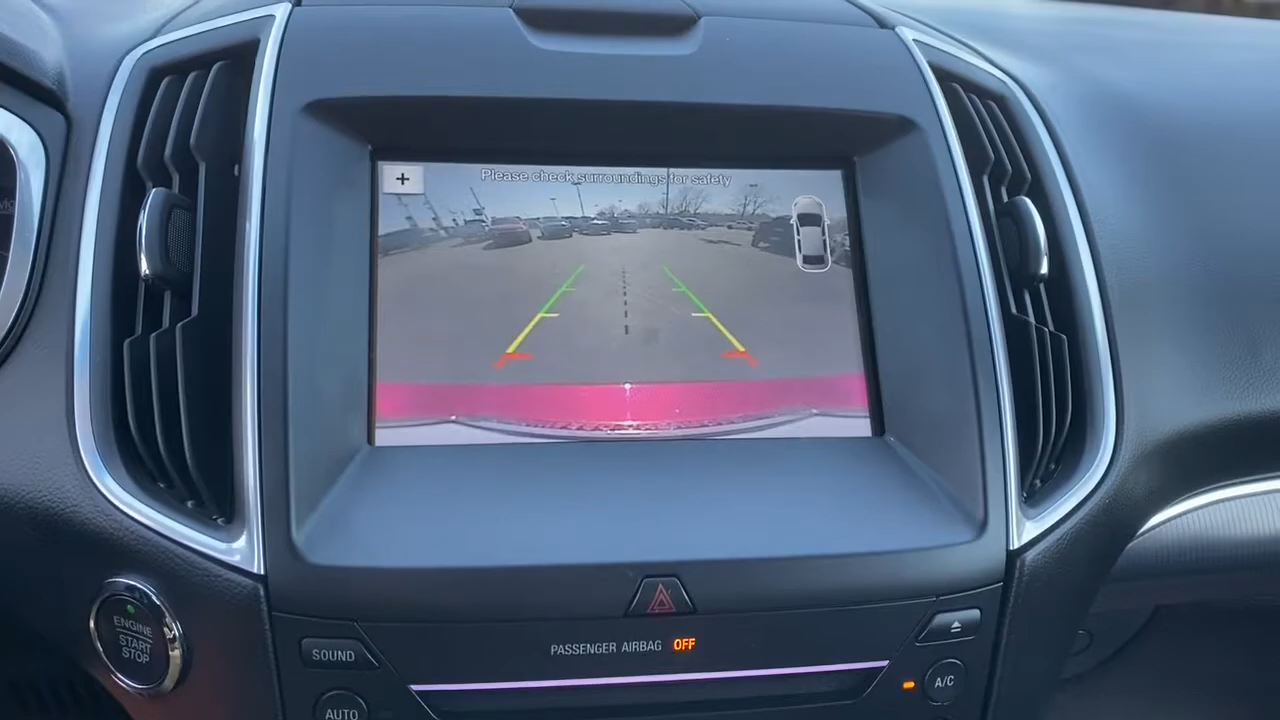 +
Please check surroundings for safety
ENGINE
START
STOP
SOUND
PASSENGER AIRBAG OFF
A/C
AUTO